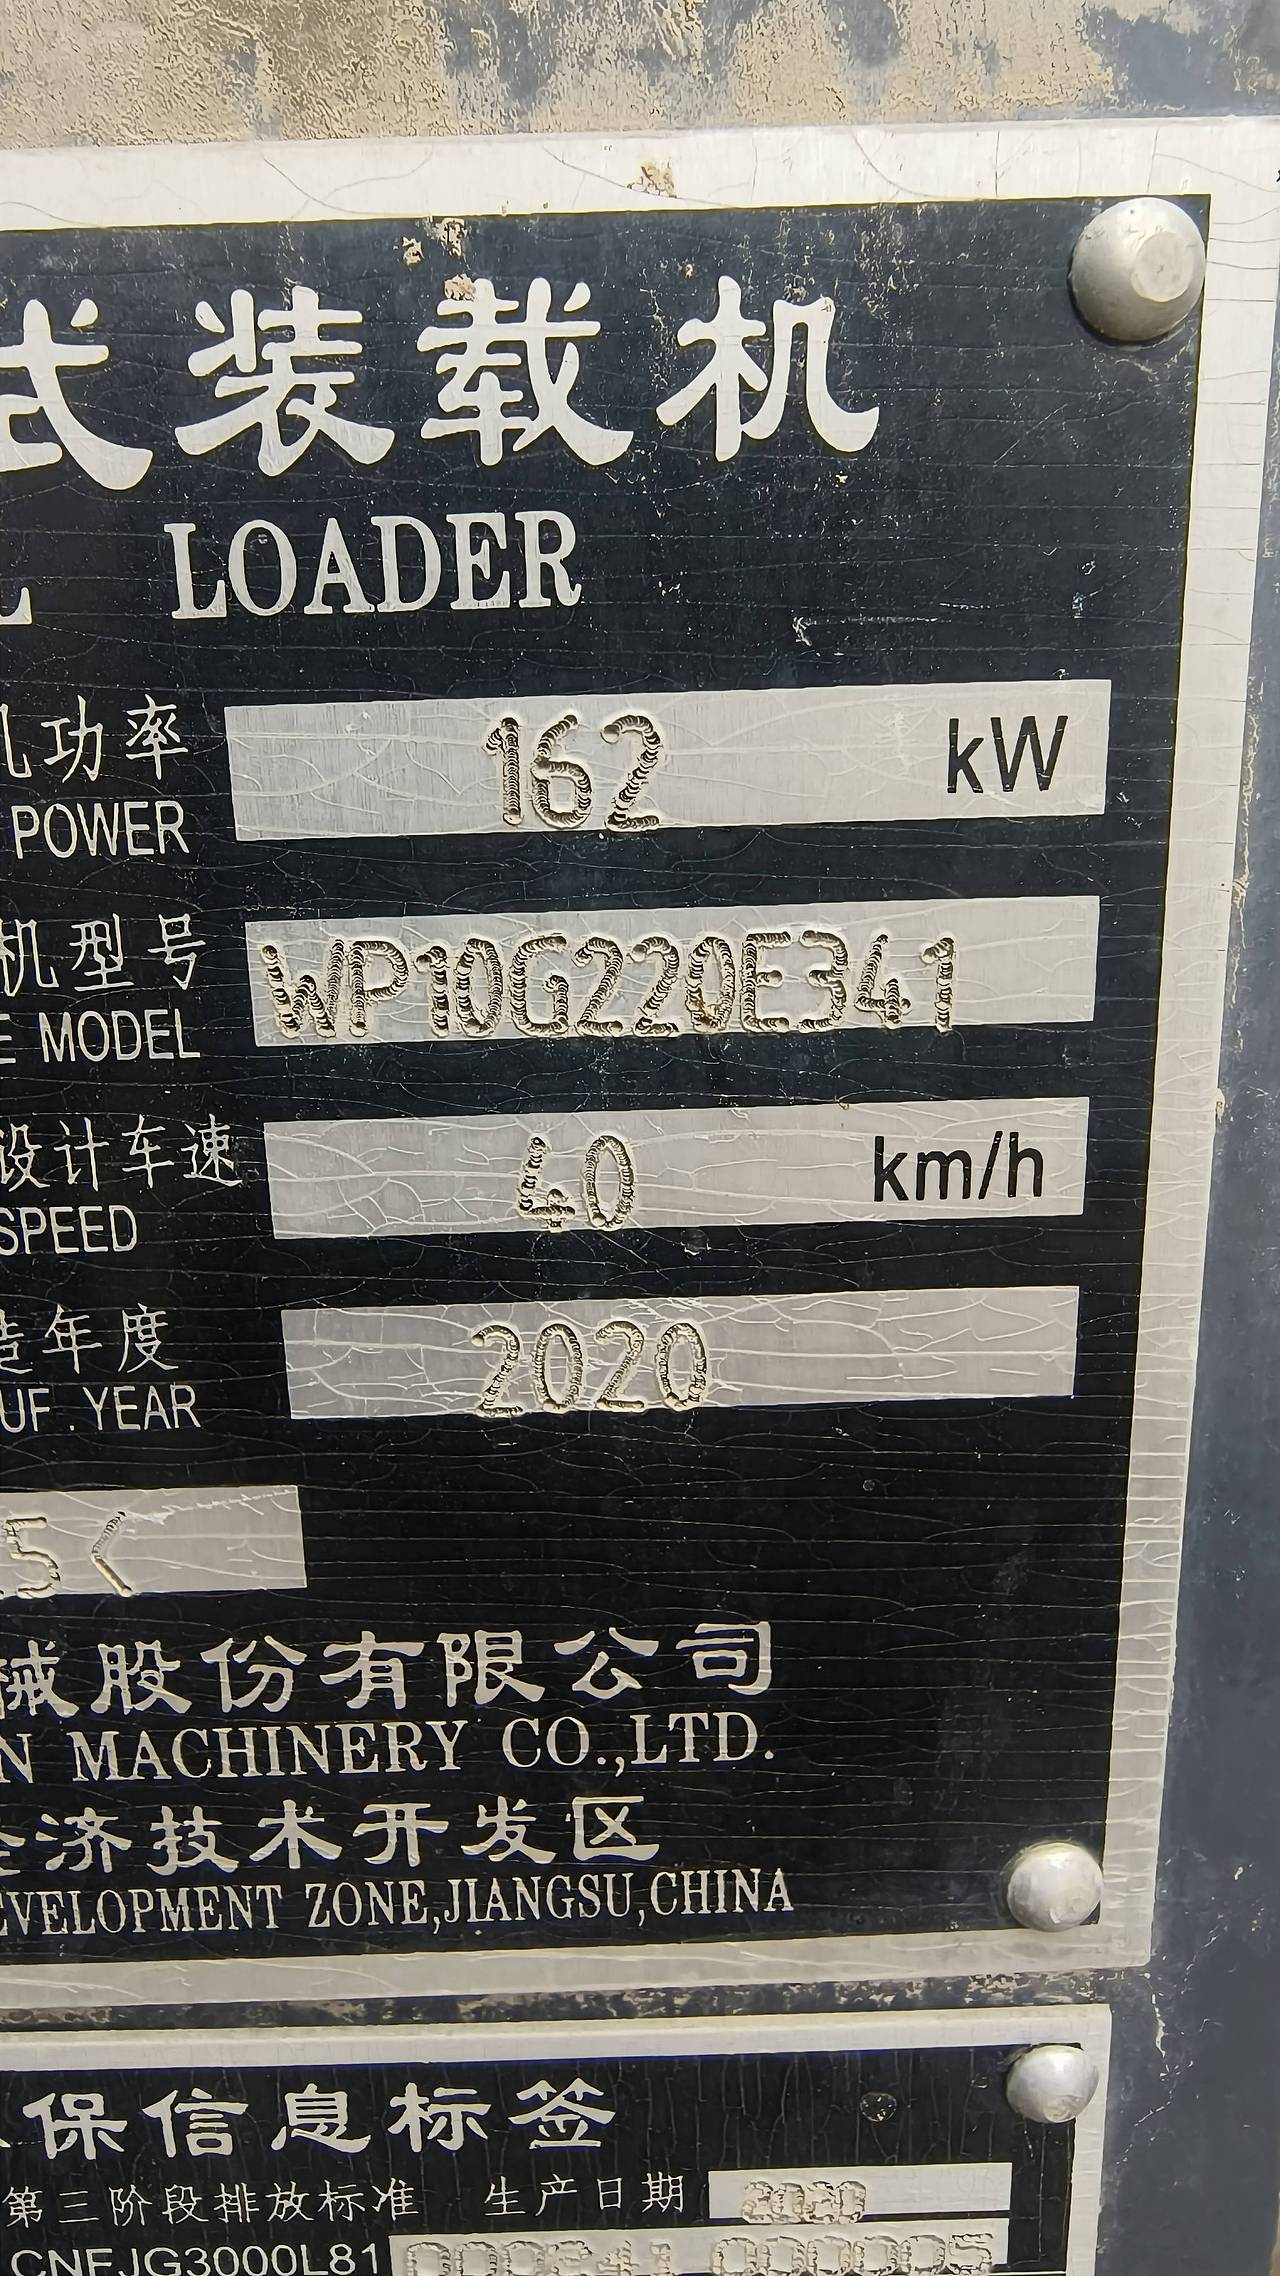 式装载机
LOADER
功率 162 kW
POWER
机型号 WP10G220E341
E MODEL
设计车速 40 km/h
SPEED
造年度 2020
UF.YEAR
5<
械股份有限公司
N MACHINERY CO.,LTD.
济技术开发区
EVELOPMENT ZONE,JIANGSU,CHINA
保信息标签
第三阶段排放标准 生产日期 2020
CNFJG3000L81